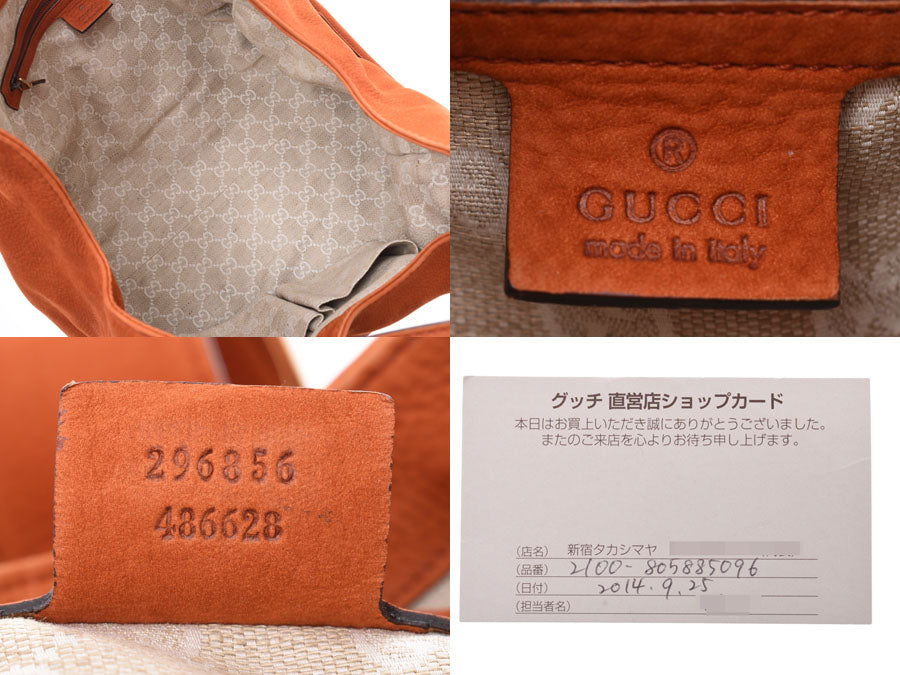 ®
GUCCI
made in Italy
296856
486628
グッチ 直営店ショップカード
本日はお買上いただき誠にありがとうございました。
またのご来店を心よりお待ち申し上げます。
(店名) 新宿タカシマヤ
(品番) 2100-805885096
(日付) 2014.9.25
(担当者名)